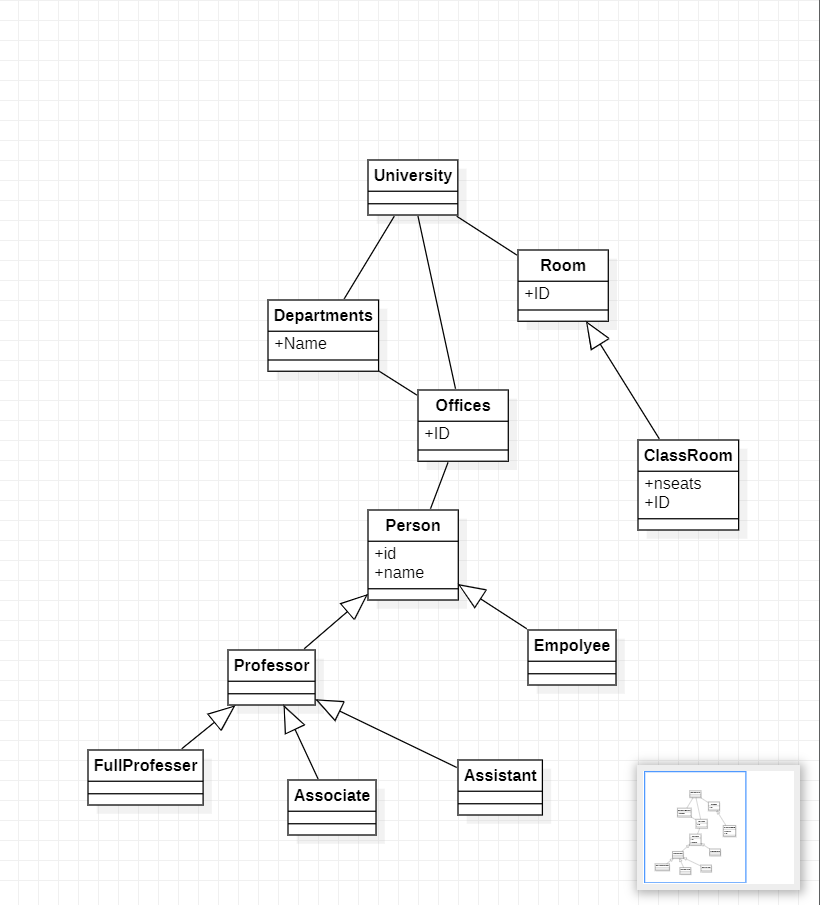 University
Room
+ID
Departments
+Name
Offices
+ID
ClassRoom
+nseats
+ID
Person
+id
+name
Empolyee
Professor
FullProfesser
Associate
Assistant